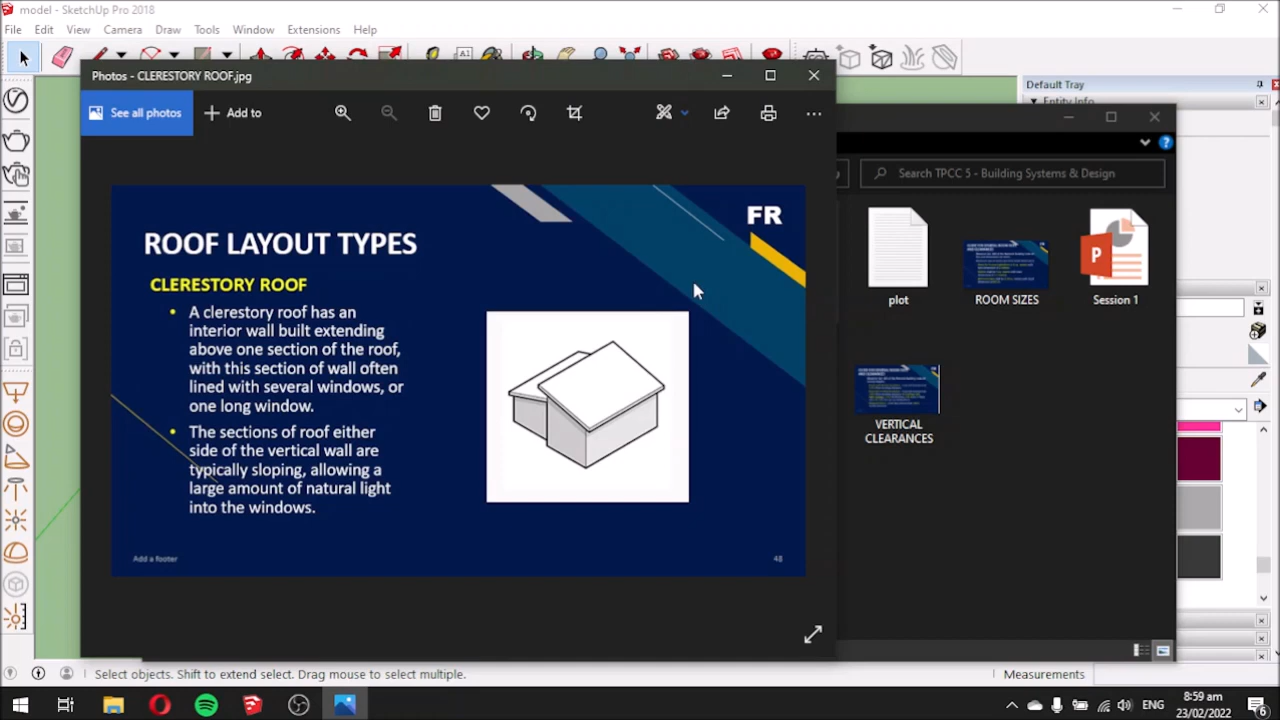 model - SketchUp Pro 2018
File Edit View Camera Draw Tools Window Extensions Help
Photos - CLERESTORY ROOF.jpg
Default Tray
Entity Info
See all photos
Add to
Search TPCC 5 - Building Systems & Design
FR
ROOF LAYOUT TYPES
CLERESTORY ROOF
• A clerestory roof has an
interior wall built extending
above one section of the roof,
with this section of wall often
lined with several windows, or
one long window.
• The sections of roof either
side of the vertical wall are
typically sloping, allowing a
large amount of natural light
into the windows.
Add a footer
48
plot
ROOM SIZES
Session 1
VERTICAL
CLEARANCES
Select objects. Shift to extend select. Drag mouse to select multiple.
Measurements
ENG
8:59 am
23/02/2022
6